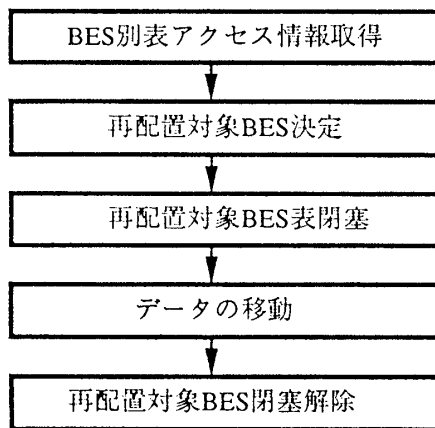 BES別表アクセス情報取得
再配置対象BES決定
再配置対象BES表閉塞
データの移動
再配置対象BES閉塞解除